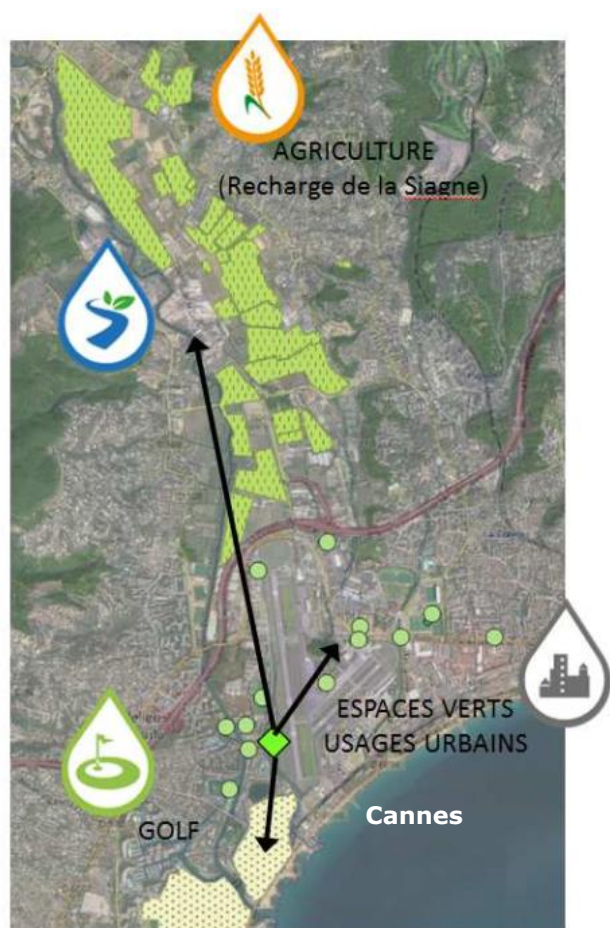 AGRICULTURE
(Recharge de la Siagne)
ESPACES VERTS
USAGES URBAINS
Cannes
GOLF